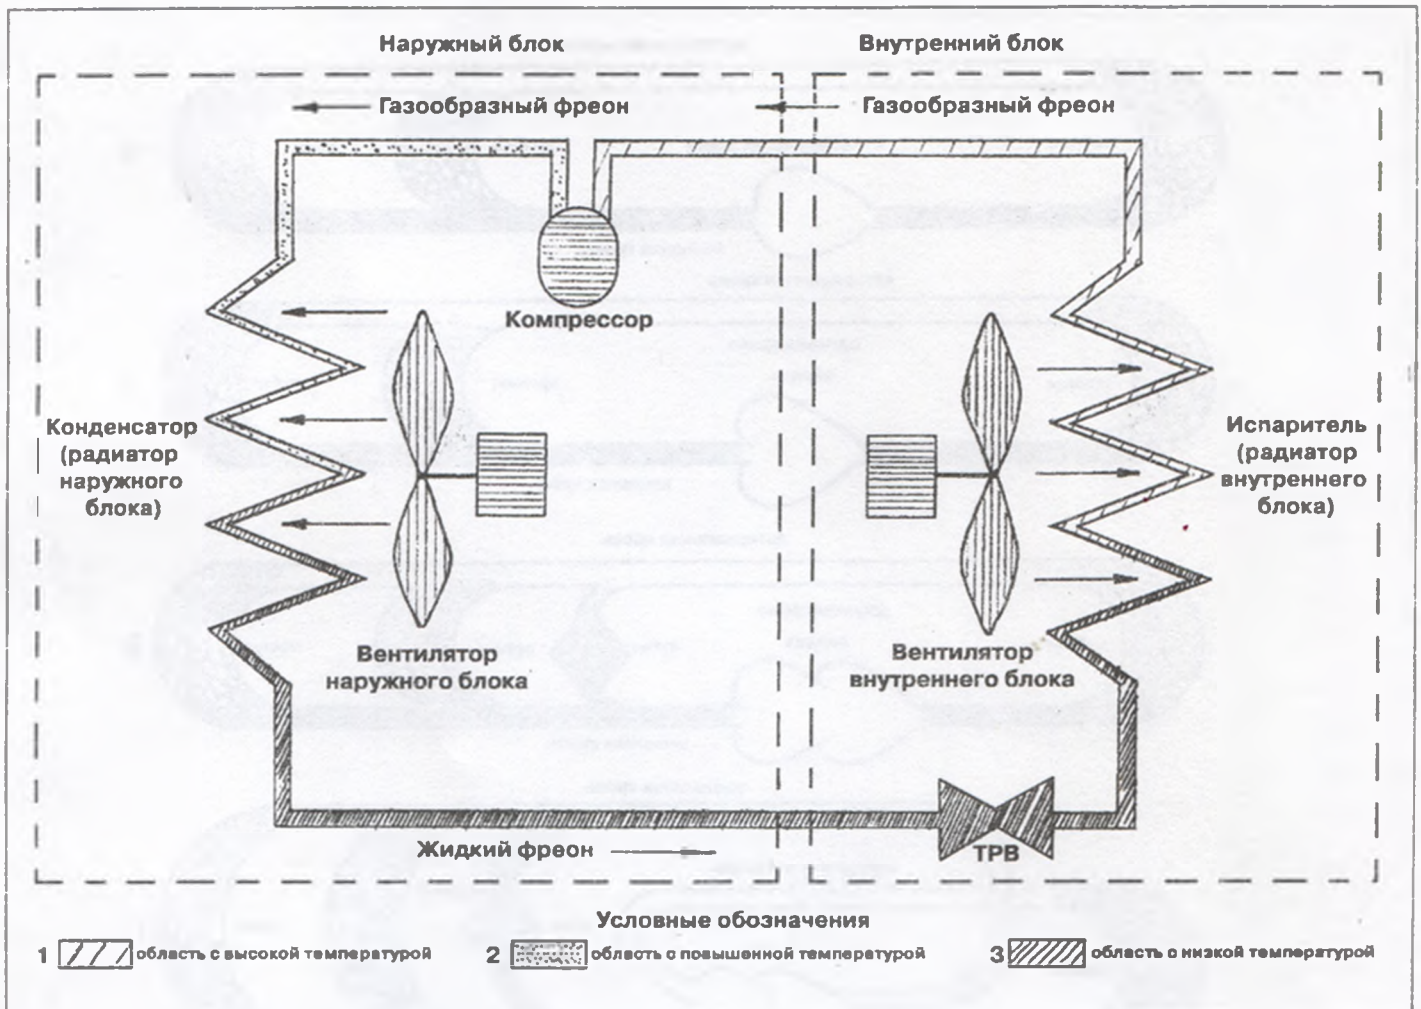 Наружный блок
Внутренний блок
Газообразный фреон
Газообразный фреон
Компрессор
Конденсатор
(радиатор
наружного
блока)
Испаритель
(радиатор
внутреннего
блока)
Вентилятор
наружного блока
Вентилятор
внутреннего блока
Жидкий фреон
ТРВ
Условные обозначения
1 область с высокой температурой
2 область с повышенной температурой
3 область с низкой температурой